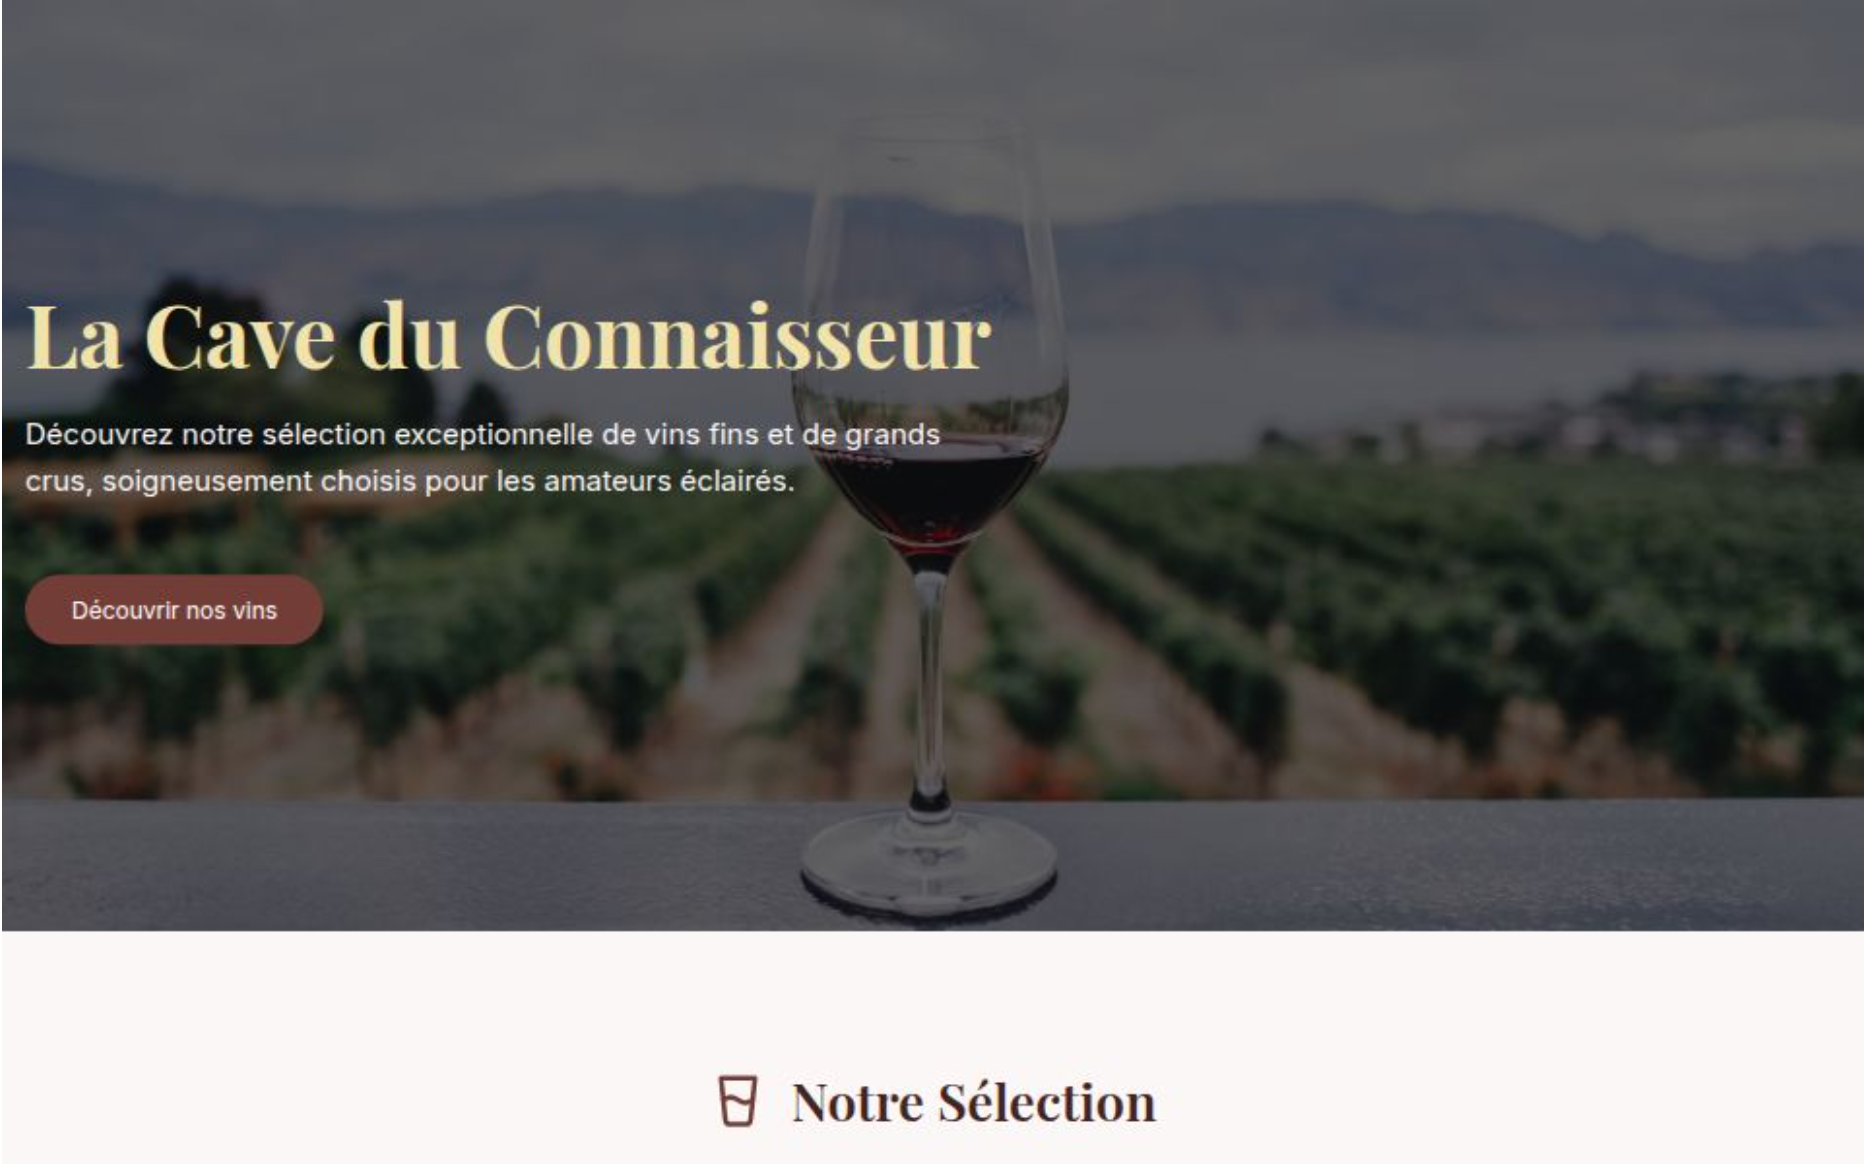 La Cave du Connaisseur
Découvrez notre sélection exceptionnelle de vins fins et de grands
crus, soigneusement choisis pour les amateurs éclairés.
Découvrir nos vins
Notre Sélection